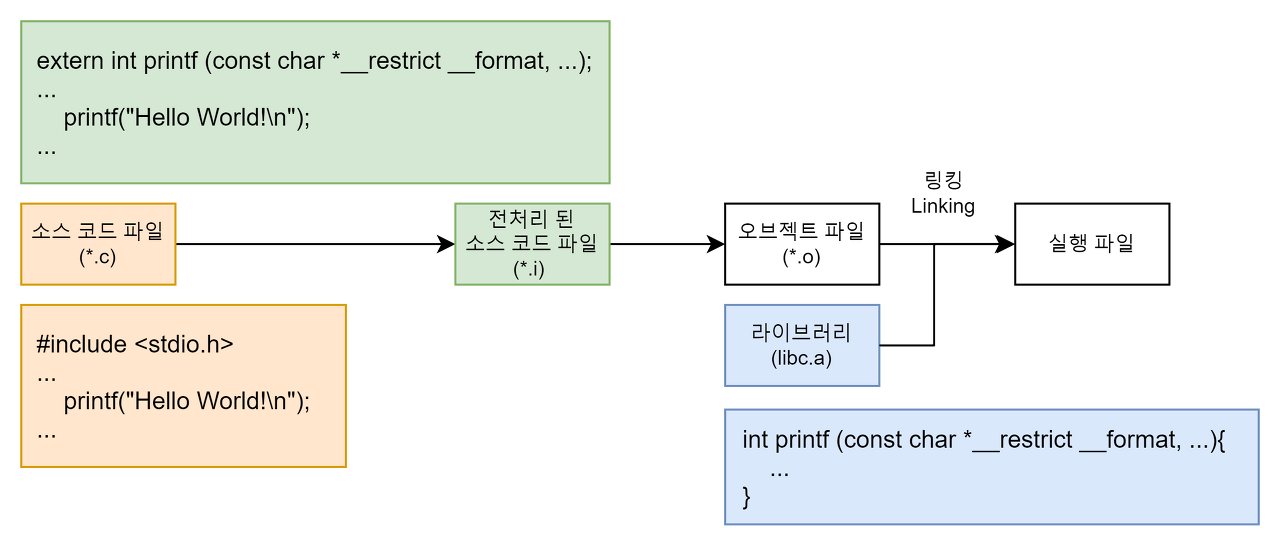 extern int printf (const char *__restrict __format, ...);
...
    printf("Hello World!\n");
...
소스 코드 파일
(*.c)
전처리 된
소스 코드 파일
(*.i)
오브젝트 파일
(*.o)
링킹
Linking
실행 파일
#include <stdio.h>
...
    printf("Hello World!\n");
...
라이브러리
(libc.a)
int printf (const char *__restrict __format, ...){
    ...
}